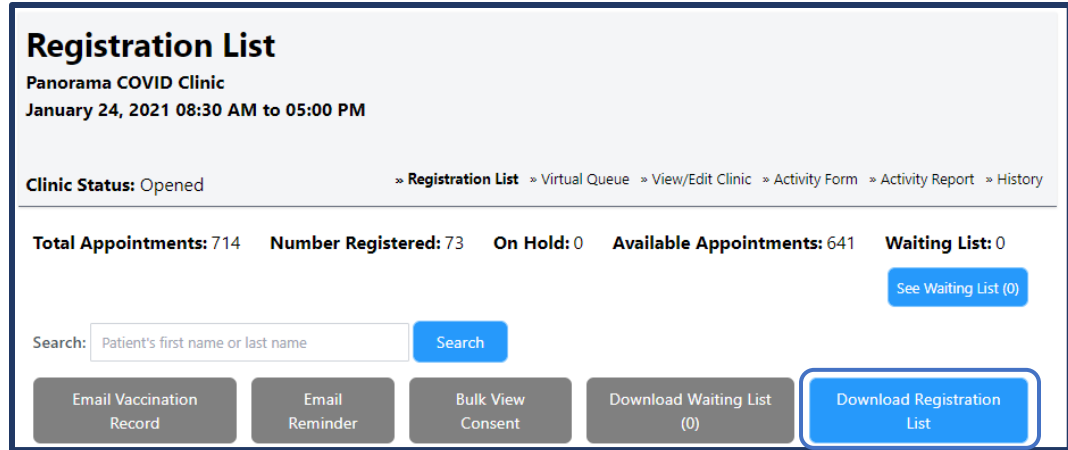 Registration List
Panorama COVID Clinic
January 24, 2021 08:30 AM to 05:00 PM
Clinic Status: Opened
» Registration List » Virtual Queue » View/Edit Clinic » Activity Form » Activity Report » History
Total Appointments: 714 Number Registered: 73 On Hold: 0 Available Appointments: 641 Waiting List: 0
See Waiting List (0)
Search: Patient's first name or last name Search
Email Vaccination
Record
Email
Reminder
Bulk View
Consent
Download Waiting List
(0)
Download Registration
List